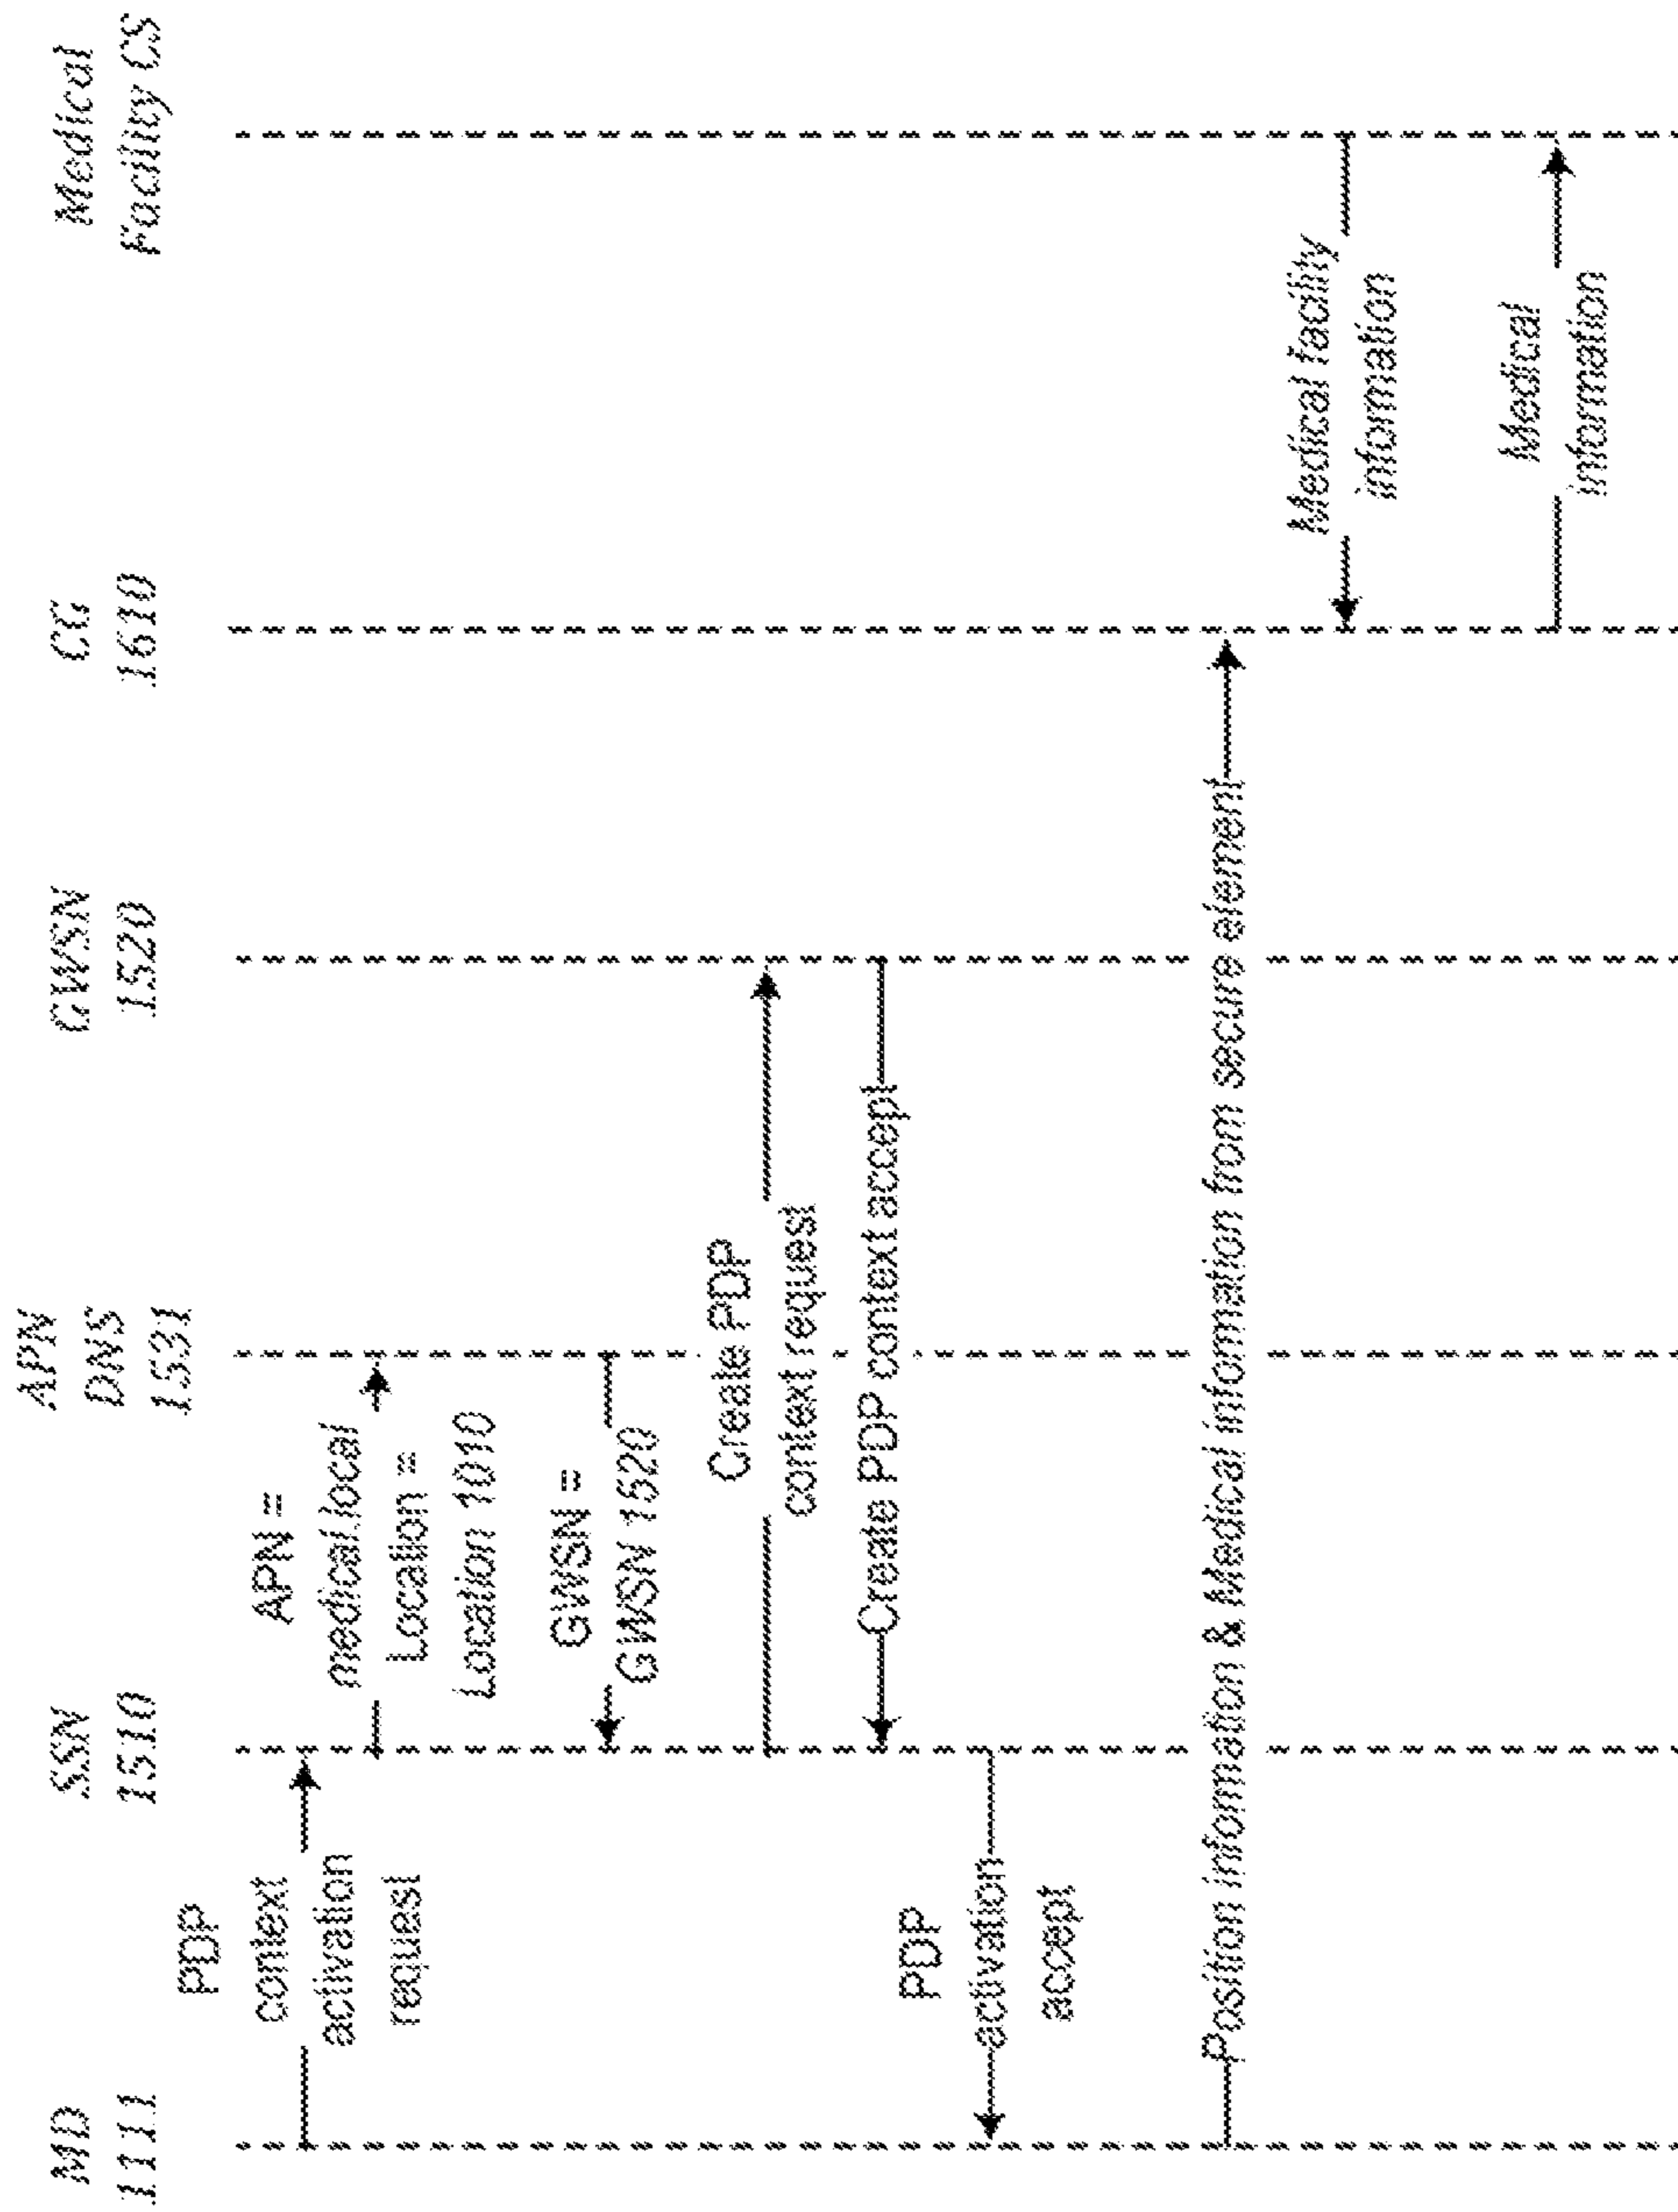 MD
1111
SSN
1510
APN
DNS
1531
GWSN
1520
CG
1610
Medical
Facility CS
PDP
context
activation
request
APN =
medical.local
Location =
Location 1010
GWSN =
GWSN 1520
Create PDP
context request
Create PDP context accept
PDP
activation
accept
Position information & Medical information from secure element
Medical facility
information
Medical
information